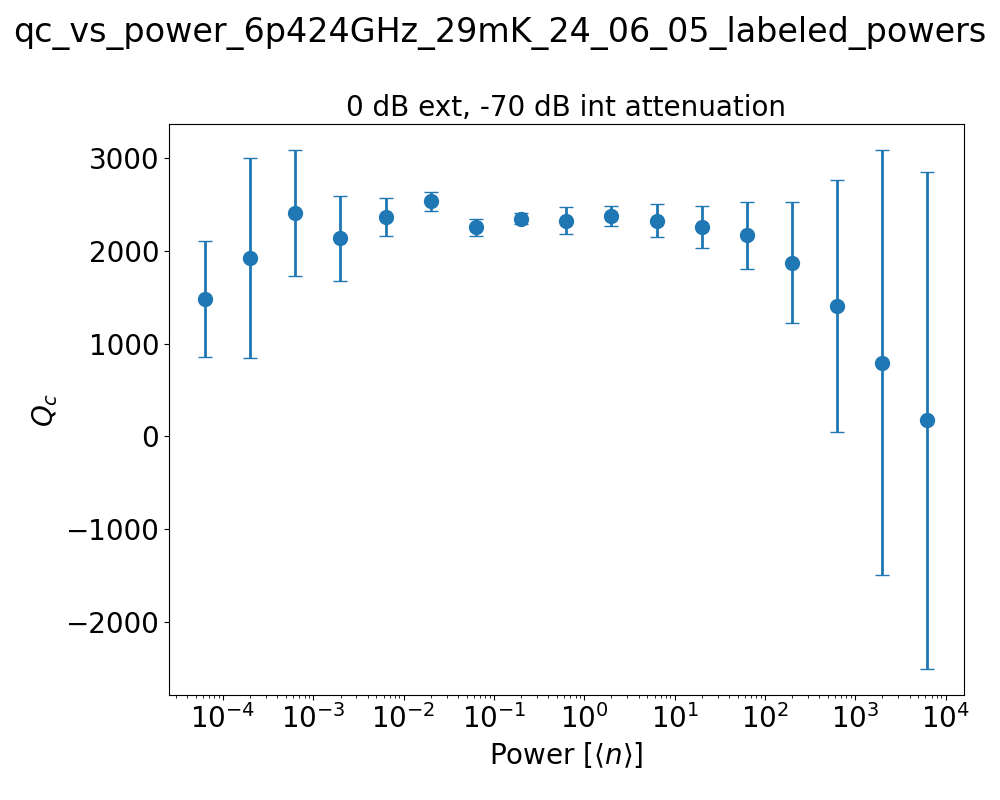 qc_vs_power_6p424GHz_29mK_24_06_05_labeled_powers
0 dB ext, -70 dB int attenuation
3000
2000
1000
0
−1000
−2000
Q_c
10^{-4} 10^{-3} 10^{-2} 10^{-1} 10^{0} 10^{1} 10^{2} 10^{3} 10^{4}
Power [⟨n⟩]